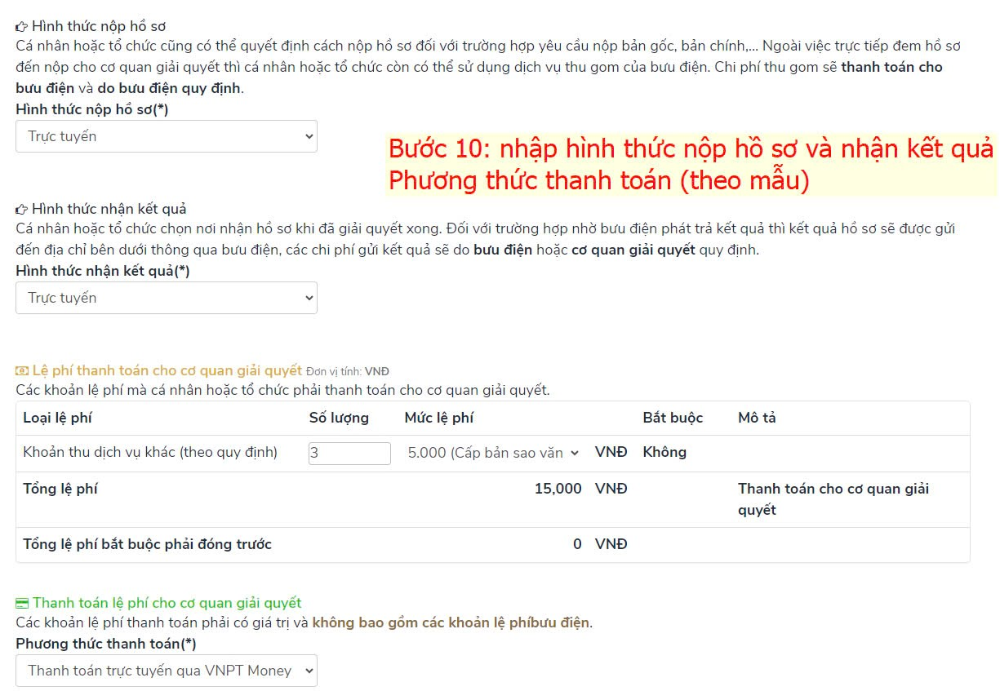 Hình thức nộp hồ sơ
Cá nhân hoặc tổ chức cũng có thể quyết định cách nộp hồ sơ đối với trường hợp yêu cầu nộp bản gốc, bản chính,... Ngoài việc trực tiếp đem hồ sơ
đến nộp cho cơ quan giải quyết thì cá nhân hoặc tổ chức còn có thể sử dụng dịch vụ thu gom của bưu điện. Chi phí thu gom sẽ thanh toán cho
bưu điện và do bưu điện quy định.
Hình thức nộp hồ sơ(*)
Trực tuyến
Bước 10: nhập hình thức nộp hồ sơ và nhận kết quả
Phương thức thanh toán (theo mẫu)
Hình thức nhận kết quả
Cá nhân hoặc tổ chức chọn nơi nhận hồ sơ khi đã giải quyết xong. Đối với trường hợp nhờ bưu điện phát trả kết quả thì kết quả hồ sơ sẽ được gửi
đến địa chỉ bên dưới thông qua bưu điện, các chi phí gửi kết quả sẽ do bưu điện hoặc cơ quan giải quyết quy định.
Hình thức nhận kết quả(*)
Trực tuyến
Lệ phí thanh toán cho cơ quan giải quyết Đơn vị tính: VNĐ
Các khoản lệ phí mà cá nhân hoặc tổ chức phải thanh toán cho cơ quan giải quyết.
Loại lệ phí Số lượng Mức lệ phí Bắt buộc Mô tả
Khoản thu dịch vụ khác (theo quy định) 3 5.000 (Cấp bản sao văn VNĐ Không
Tổng lệ phí 15,000 VNĐ Thanh toán cho cơ quan giải
quyết
Tổng lệ phí bắt buộc phải đóng trước 0 VNĐ
Thanh toán lệ phí cho cơ quan giải quyết
Các khoản lệ phí thanh toán phải có giá trị và không bao gồm các khoản lệ phíbưu điện.
Phương thức thanh toán(*)
Thanh toán trực tuyến qua VNPT Money